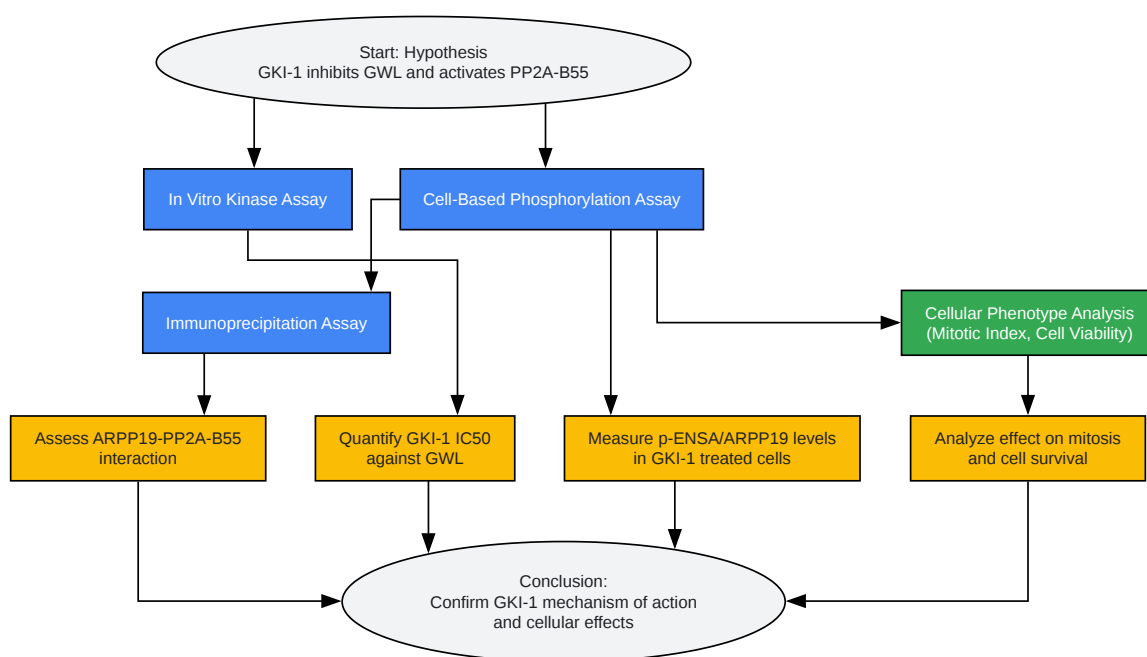 Start: Hypothesis
GKI-1 inhibits GWL and activates PP2A-B55
In Vitro Kinase Assay
Cell-Based Phosphorylation Assay
Immunoprecipitation Assay
Cellular Phenotype Analysis
(Mitotic Index, Cell Viability)
Assess ARPP19-PP2A-B55
interaction
Quantify GKI-1 IC50
against GWL
Measure p-ENSA/ARPP19 levels
in GKI-1 treated cells
Analyze effect on mitosis
and cell survival
Conclusion:
Confirm GKI-1 mechanism of action
and cellular effects